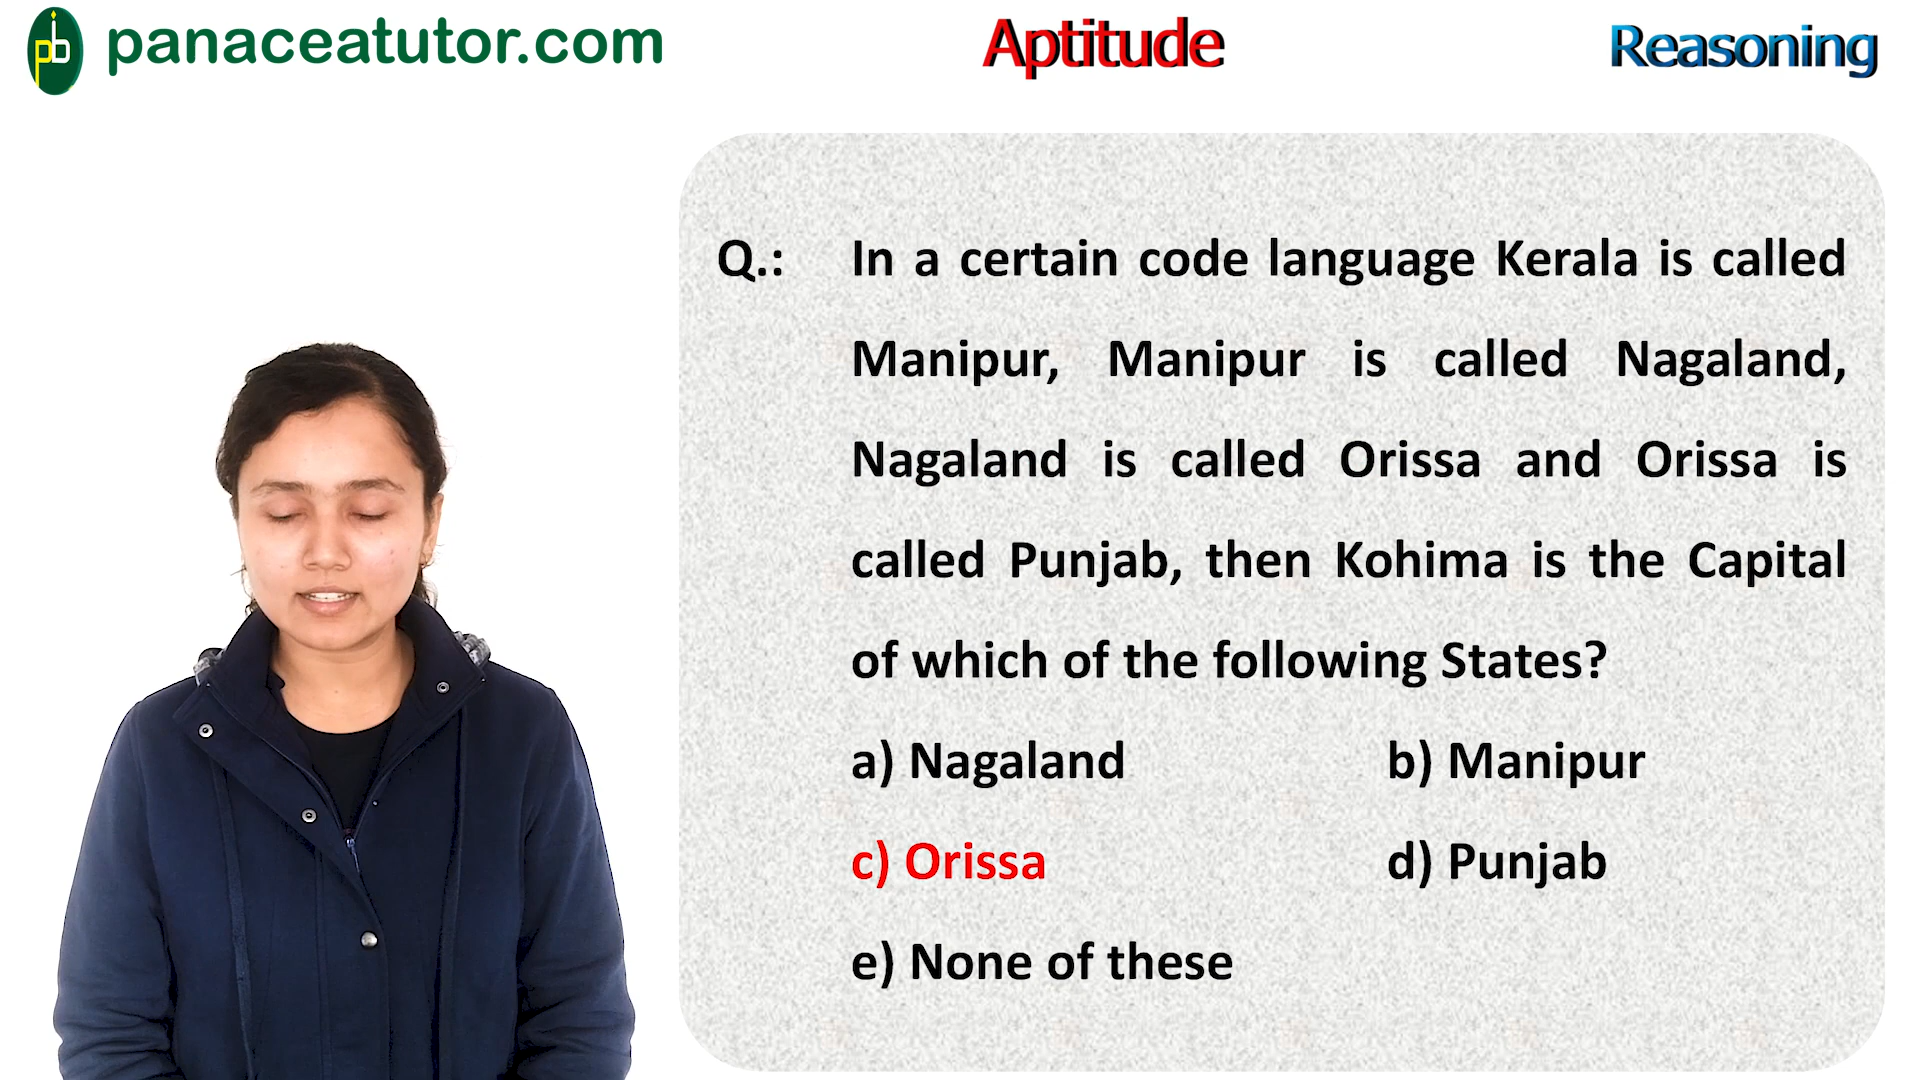 pb panaceatutor.com Aptitude Reasoning
Q.: In a certain code language Kerala is called
Manipur, Manipur is called Nagaland,
Nagaland is called Orissa and Orissa is
called Punjab, then Kohima is the Capital
of which of the following States?
a) Nagaland b) Manipur
c) Orissa d) Punjab
e) None of these